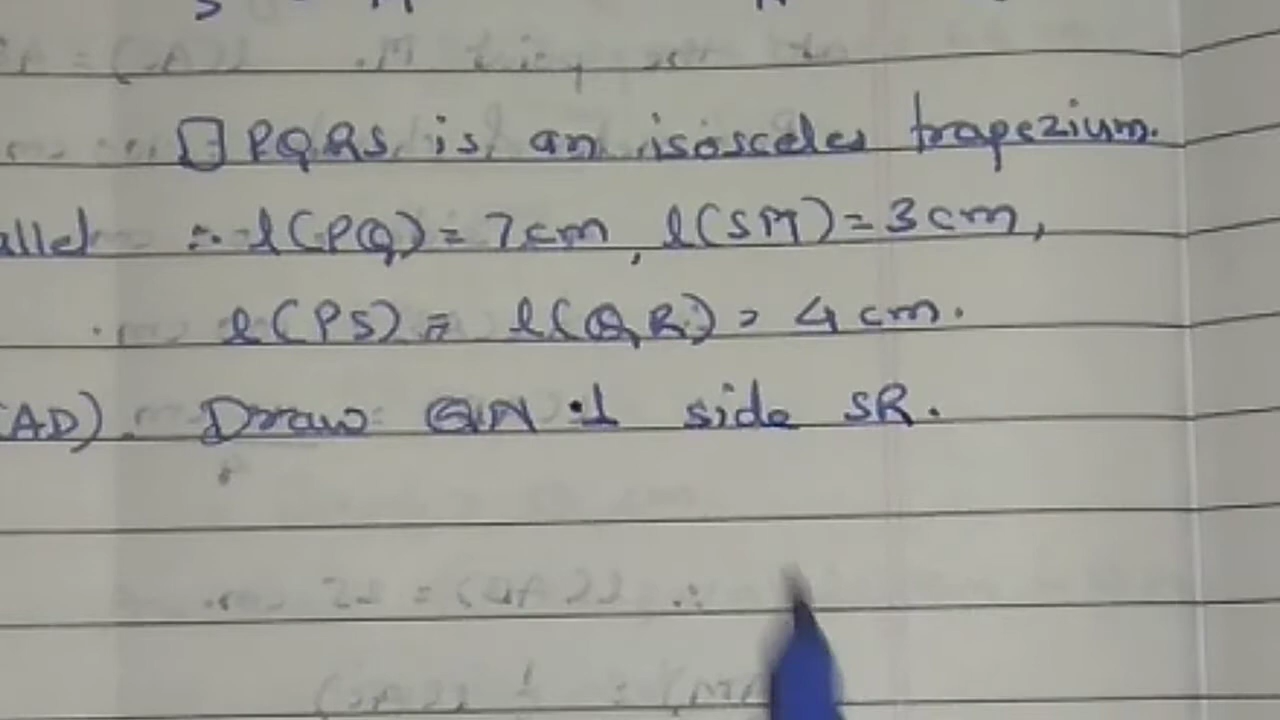 S M N
□ PQRS is an isosceles trapezium.
allel ∴ l(PQ) = 7cm, l(SM) = 3cm,
l(PS) = l(QR) = 4cm.
(AD). Draw QN ⊥ side SR.